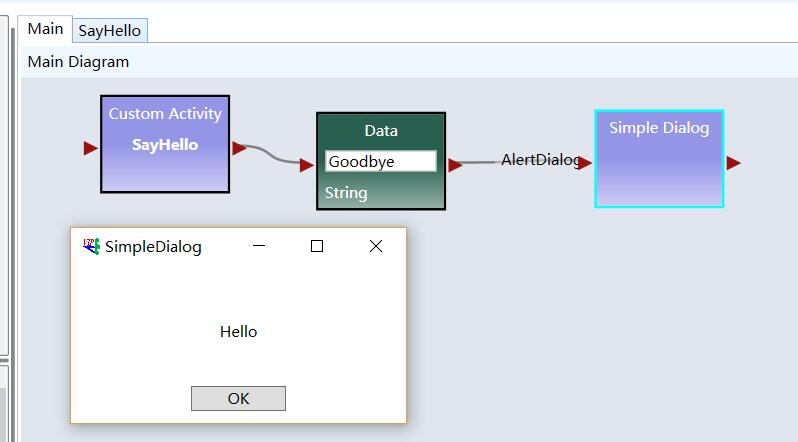 Main
SayHello
Main Diagram
Custom Activity
SayHello
Data
Goodbye
String
AlertDialog
Simple Dialog
SimpleDialog
Hello
OK